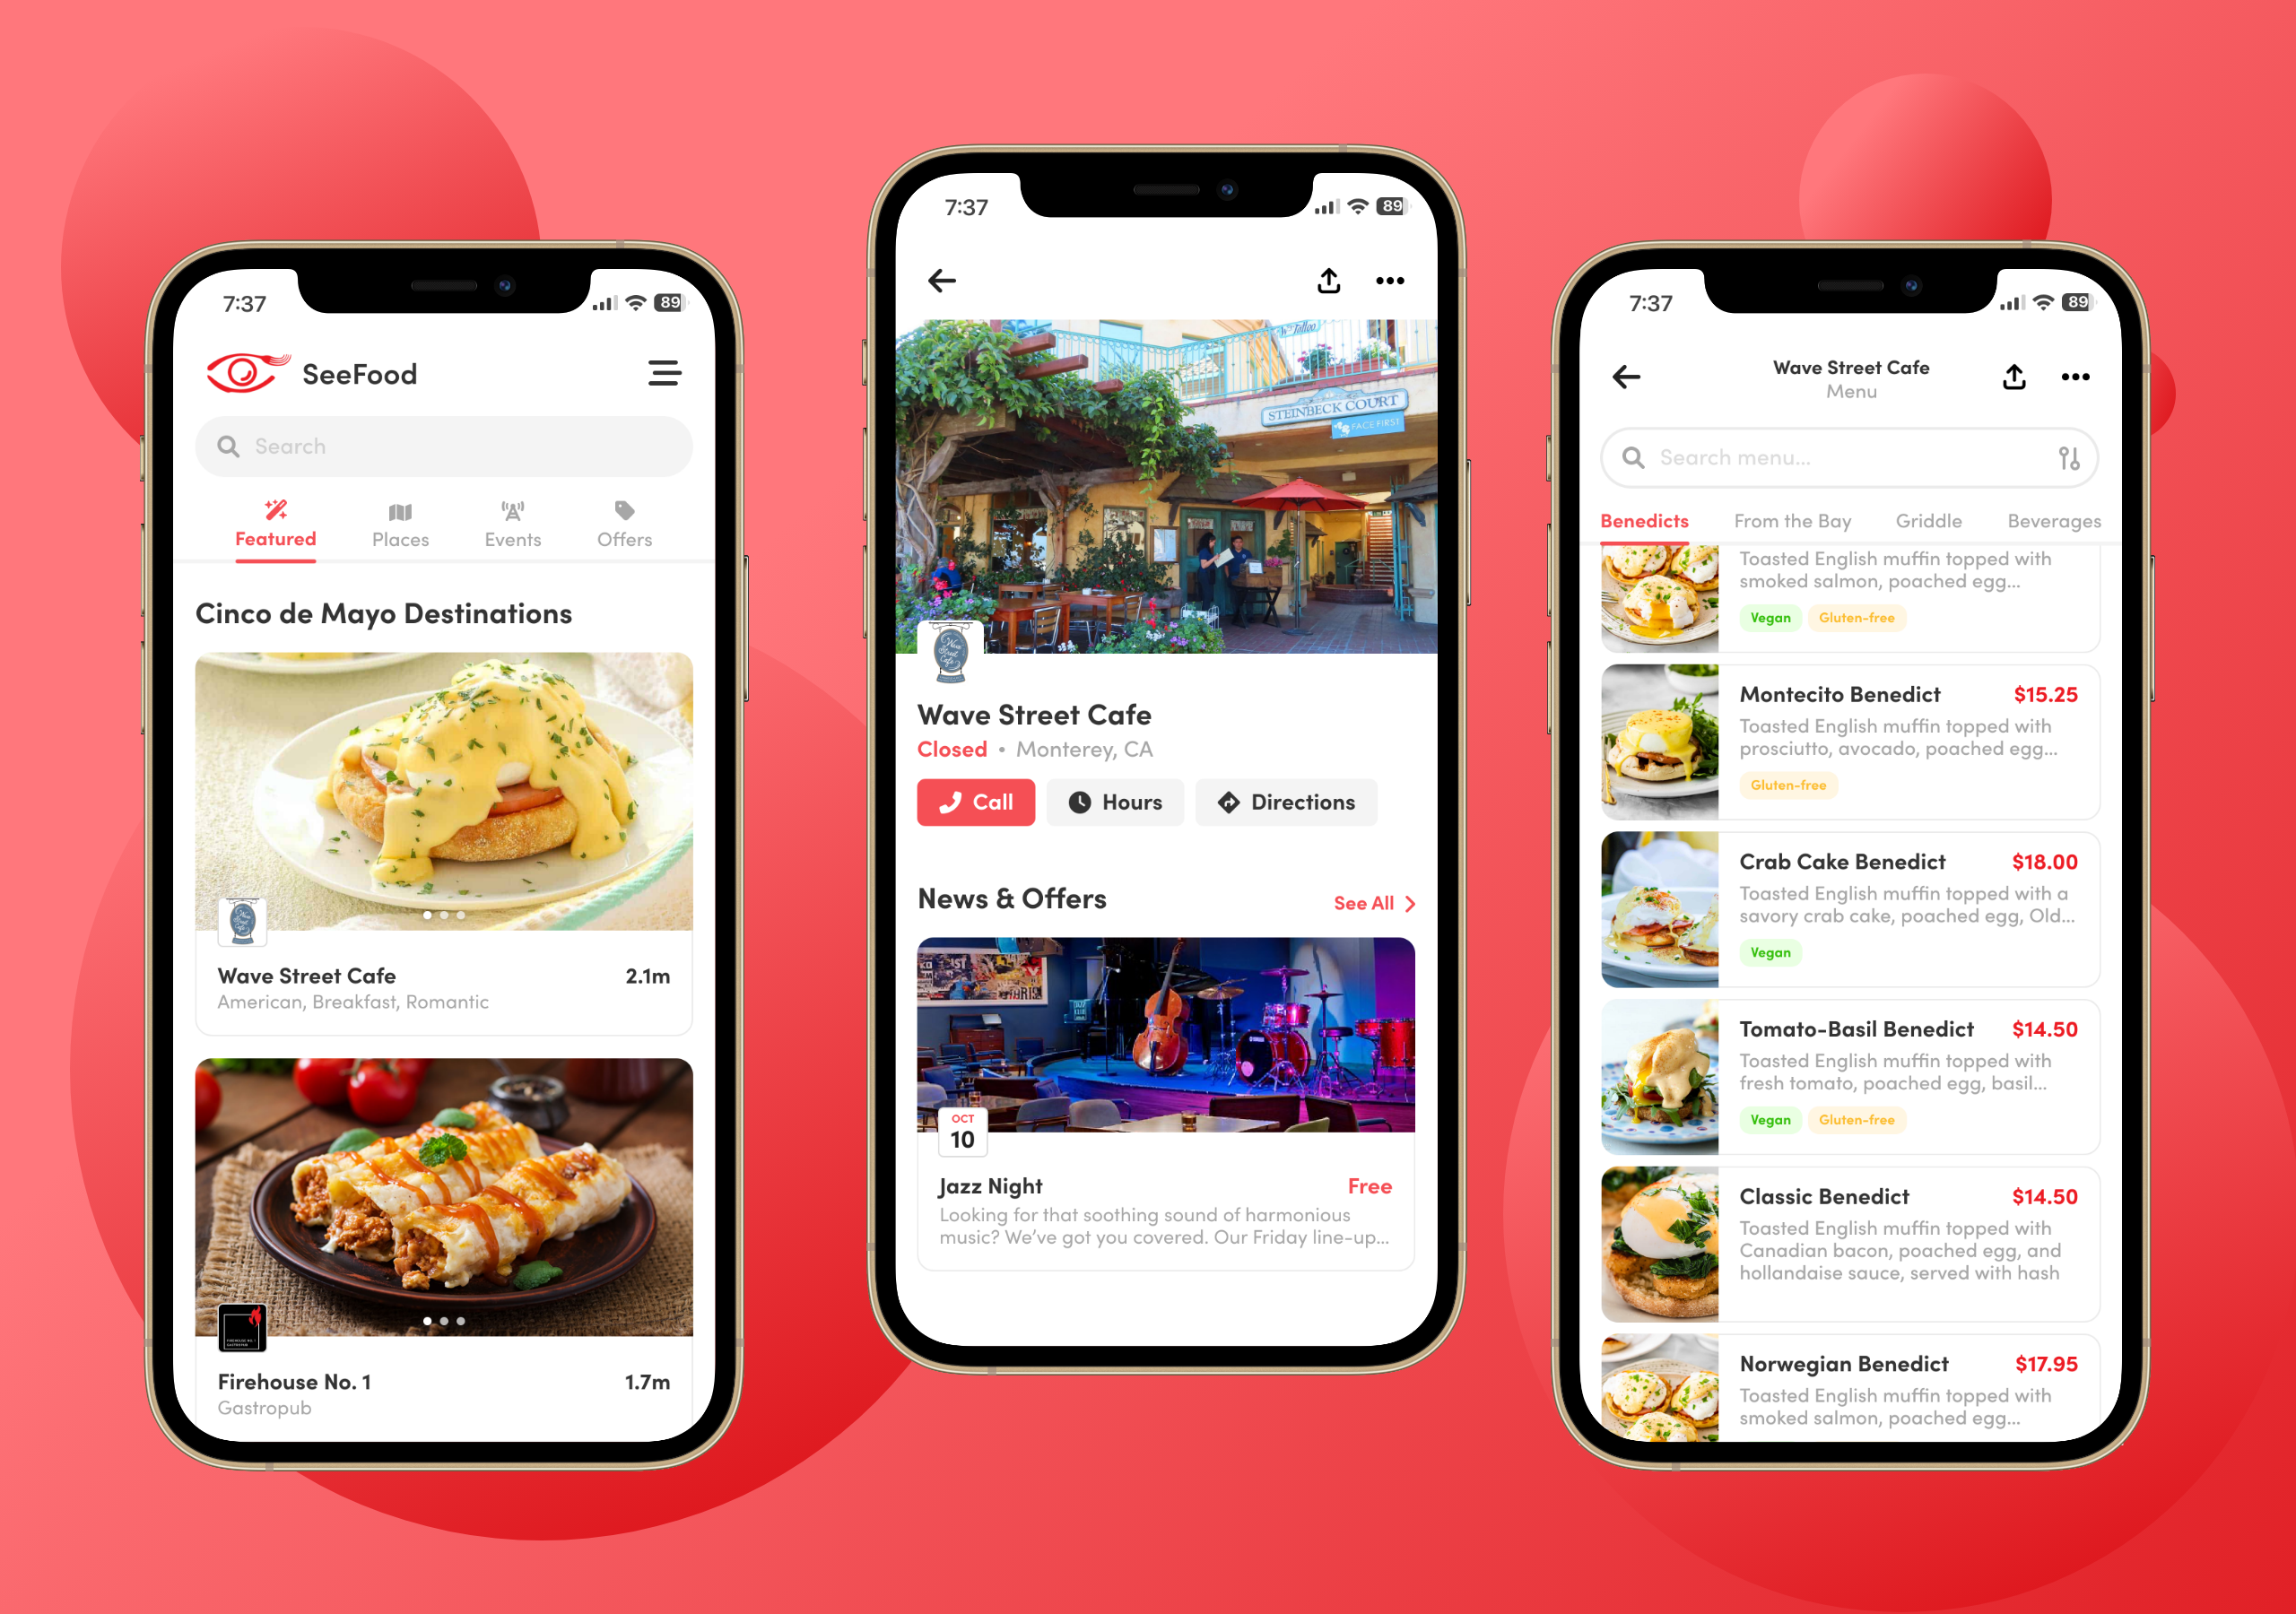 7:37
89
SeeFood
Search
Featured
Places
Events
Offers
Cinco de Mayo Destinations
Wave Street Cafe
2.1m
American, Breakfast, Romantic
FIREHOUSE NO. 1
GASTROPUB
Firehouse No. 1
1.7m
Gastropub
7:37
89
STEINBECK COURT
FACE FIRST
Wave Street Cafe
Closed • Monterey, CA
Call
Hours
Directions
News & Offers
See All
OCT
10
Jazz Night
Free
Looking for that soothing sound of harmonious
music? We've got you covered. Our Friday line-up...
7:37
89
Wave Street Cafe
Menu
Search menu...
Benedicts
From the Bay
Griddle
Beverages
Toasted English muffin topped with
smoked salmon, poached egg...
Vegan
Gluten-free
Montecito Benedict
$15.25
Toasted English muffin topped with
prosciutto, avocado, poached egg...
Gluten-free
Crab Cake Benedict
$18.00
Toasted English muffin topped with a
savory crab cake, poached egg, Old...
Vegan
Tomato-Basil Benedict
$14.50
Toasted English muffin topped with
fresh tomato, poached egg, basil...
Vegan
Gluten-free
Classic Benedict
$14.50
Toasted English muffin topped with
Canadian bacon, poached egg, and
hollandaise sauce, served with hash
Norwegian Benedict
$17.95
Toasted English muffin topped with
smoked salmon, poached egg...